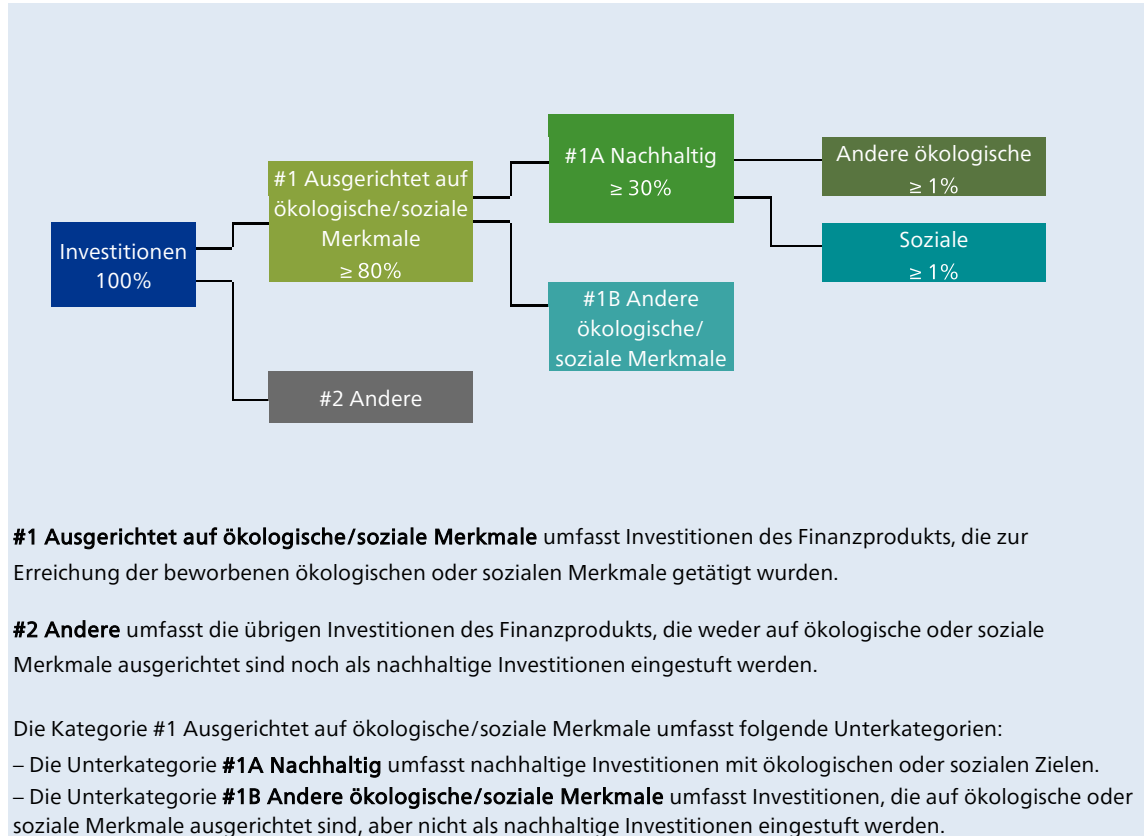 Investitionen
100%
#1 Ausgerichtet auf
ökologische/soziale
Merkmale
≥ 80%
#2 Andere
#1A Nachhaltig
≥ 30%
#1B Andere
ökologische/
soziale Merkmale
Andere ökologische
≥ 1%
Soziale
≥ 1%
#1 Ausgerichtet auf ökologische/soziale Merkmale umfasst Investitionen des Finanzprodukts, die zur
Erreichung der beworbenen ökologischen oder sozialen Merkmale getätigt wurden.
#2 Andere umfasst die übrigen Investitionen des Finanzprodukts, die weder auf ökologische oder soziale
Merkmale ausgerichtet sind noch als nachhaltige Investitionen eingestuft werden.
Die Kategorie #1 Ausgerichtet auf ökologische/soziale Merkmale umfasst folgende Unterkategorien:
– Die Unterkategorie #1A Nachhaltig umfasst nachhaltige Investitionen mit ökologischen oder sozialen Zielen.
– Die Unterkategorie #1B Andere ökologische/soziale Merkmale umfasst Investitionen, die auf ökologische oder
soziale Merkmale ausgerichtet sind, aber nicht als nachhaltige Investitionen eingestuft werden.